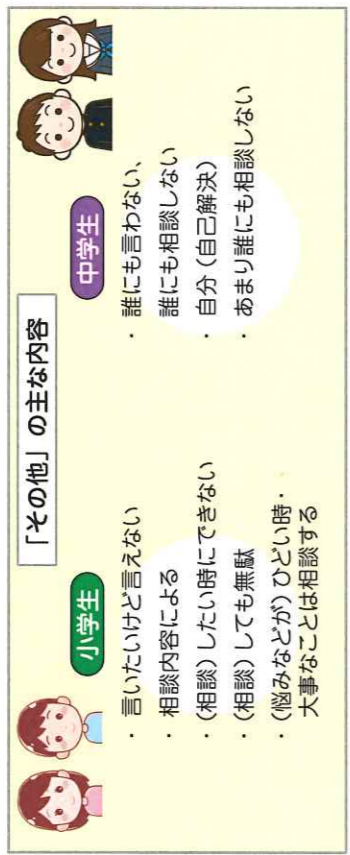 「その他」の主な内容
小学生
・言いたいけど言えない
・相談内容による
・（相談）したい時にできない
・（相談）しても無駄
・（悩みなどが）ひどい時・
大事なことは相談する
中学生
・誰にも言わない、
誰にも相談しない
・自分（自己解決）
・あまり誰にも相談しない